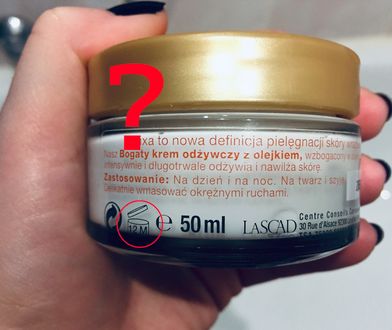 ?
xa to nowa definicja pielęgnacji skóry
Nasz Bogaty krem odżywczy z olejkiem, wzbogacony w
intensywnie i długotrwale odżywia i nawilża skórę.
Zastosowanie: Na dzień i na noc. Na twarz i szyję.
Delikatnie wmasować okrężnymi ruchami.
12 M e 50 ml LASCAD Centre Conseils
30 Rue d'Alsace